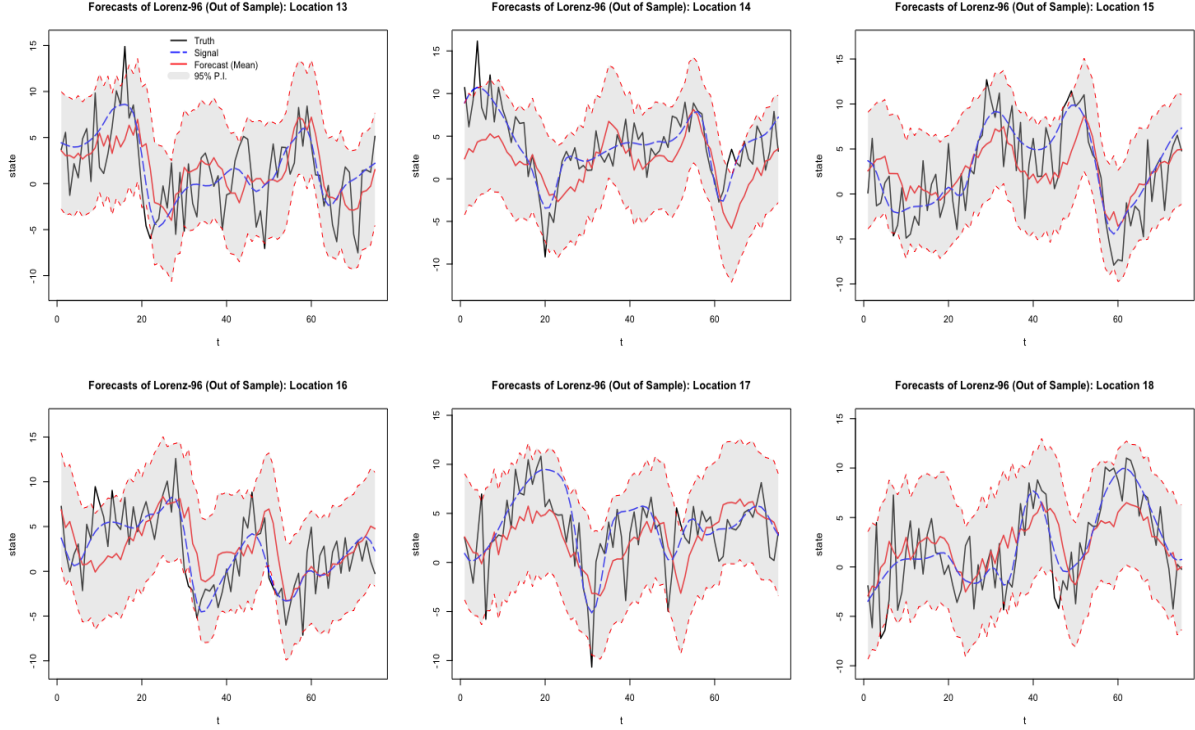 Forecasts of Lorenz-96 (Out of Sample): Location 13
state
15
10
5
0
-5
-10
Truth
Signal
Forecast (Mean)
95% P.I.
0 20 40 60
t
Forecasts of Lorenz-96 (Out of Sample): Location 14
state
15
10
5
0
-5
-10
0 20 40 60
t
Forecasts of Lorenz-96 (Out of Sample): Location 15
state
15
10
5
0
-5
-10
0 20 40 60
t
Forecasts of Lorenz-96 (Out of Sample): Location 16
state
15
10
5
0
-5
-10
0 20 40 60
t
Forecasts of Lorenz-96 (Out of Sample): Location 17
state
15
10
5
0
-5
-10
0 20 40 60
t
Forecasts of Lorenz-96 (Out of Sample): Location 18
state
15
10
5
0
-5
-10
0 20 40 60
t